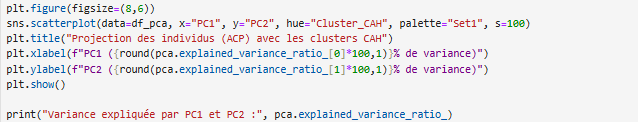 plt.figure(figsize=(8,6))
sns.scatterplot(data=df_pca, x="PC1", y="PC2", hue="Cluster_CAH", palette="Set1", s=100)
plt.title("Projection des individus (ACP) avec les clusters CAH")
plt.xlabel(f"PC1 ({round(pca.explained_variance_ratio_[0]*100,1)}% de variance)")
plt.ylabel(f"PC2 ({round(pca.explained_variance_ratio_[1]*100,1)}% de variance)")
plt.show()
print("Variance expliquée par PC1 et PC2 :", pca.explained_variance_ratio_)